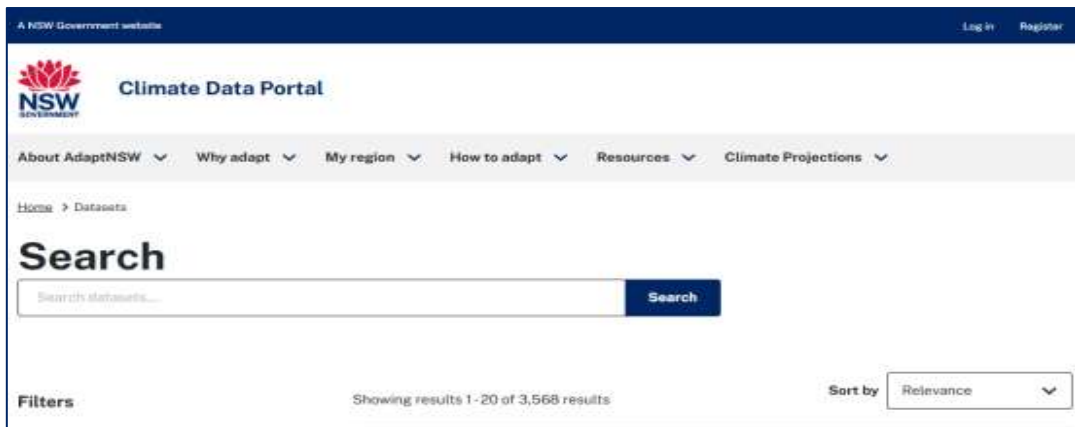 A NSW Government website
Log in Register
NSW
GOVERNMENT
Climate Data Portal
About AdaptNSW Why adapt My region How to adapt Resources Climate Projections
Home > Datasets
Search
Search datasets...
Search
Filters
Showing results 1-20 of 3,568 results
Sort by Relevance